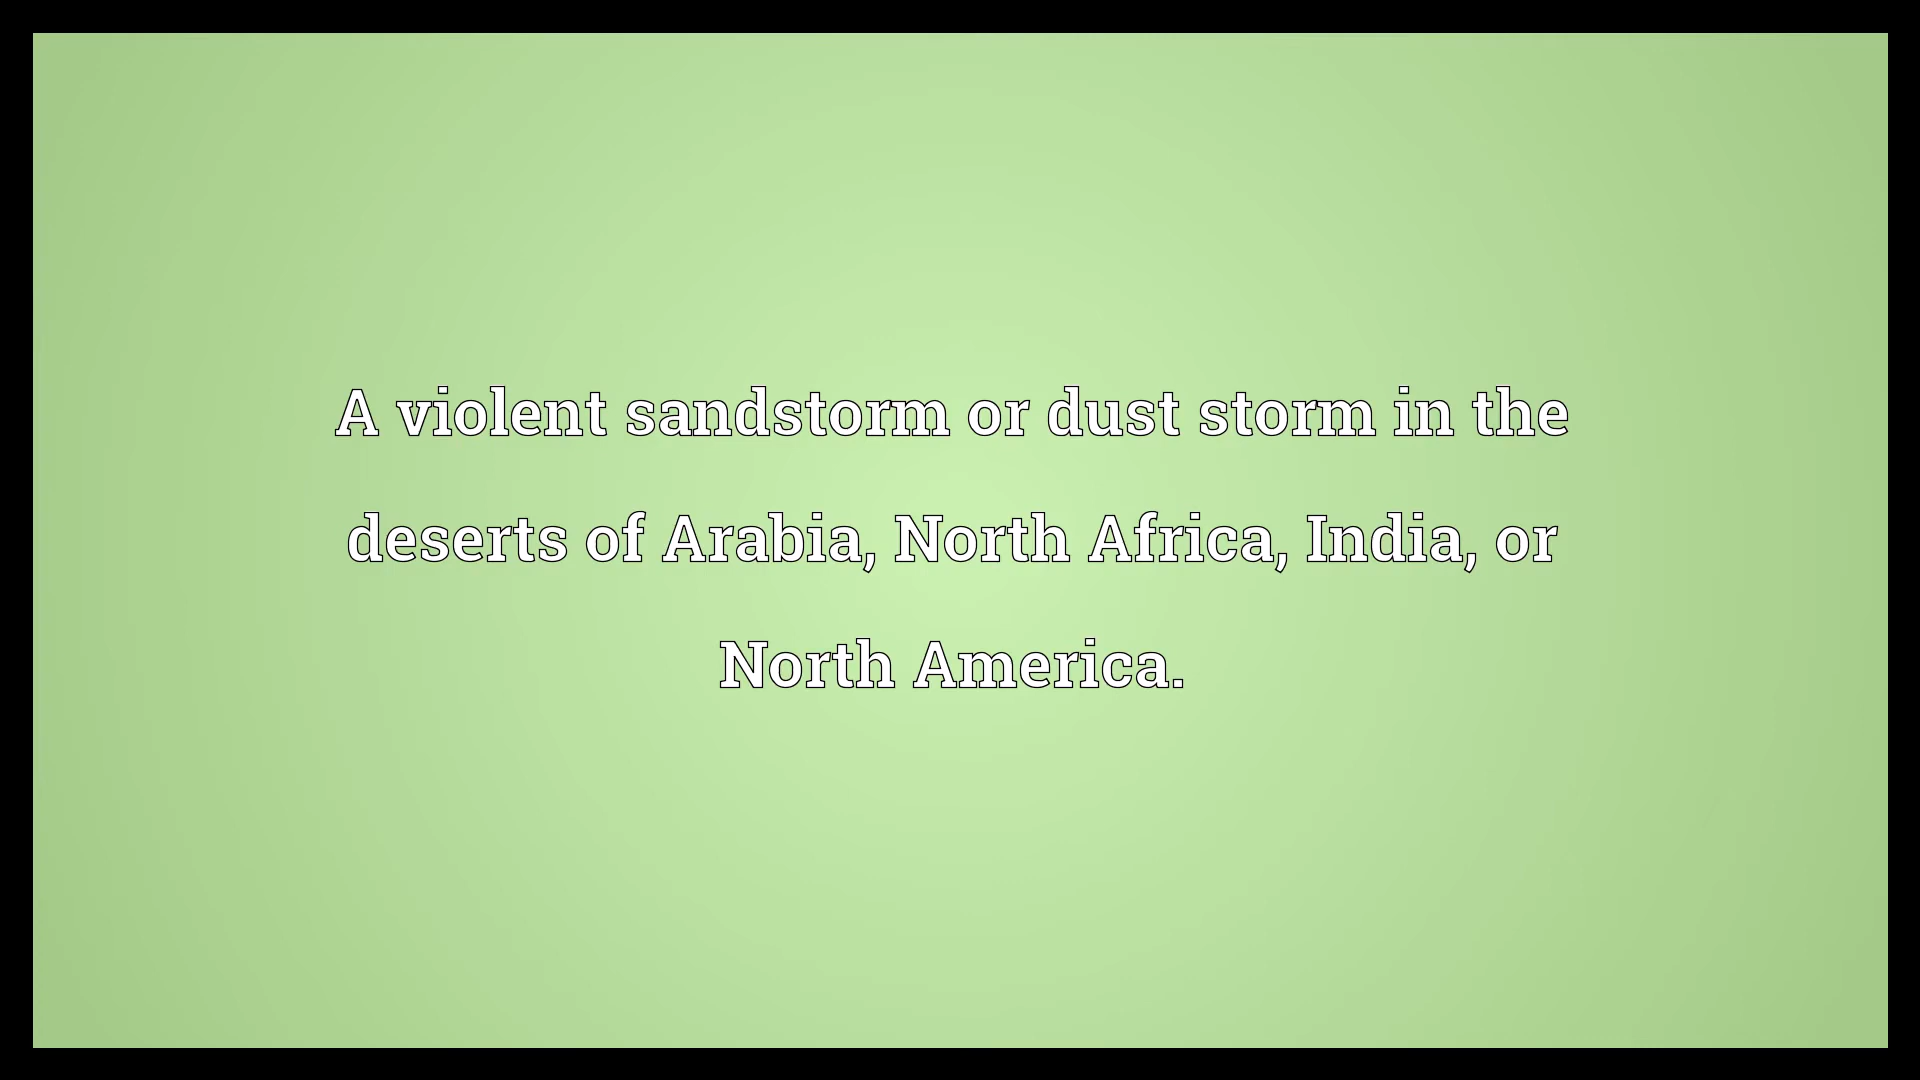 A violent sandstorm or dust storm in the
deserts of Arabia, North Africa, India, or
North America.